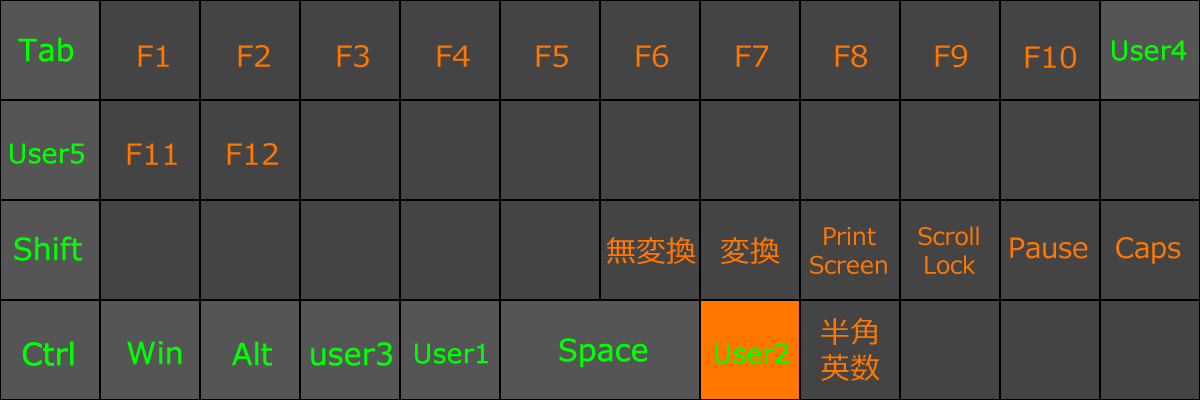 Tab F1 F2 F3 F4 F5 F6 F7 F8 F9 F10 User4
User5 F11 F12
Shift 無変換 変換 Print Screen Scroll Lock Pause Caps
Ctrl Win Alt user3 User1 Space User2 半角 英数